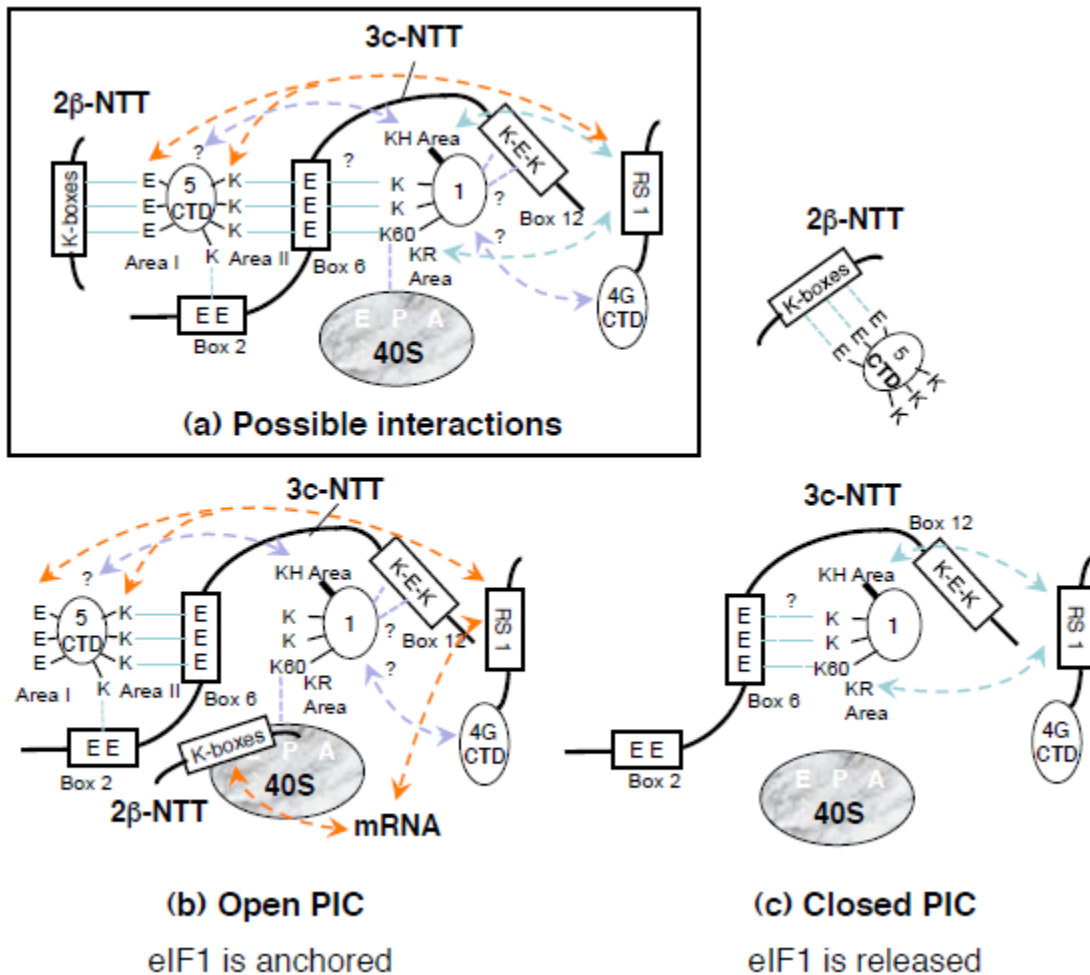 3c-NTT
2β-NTT
K-boxes
E
E
E
?
5
CTD
K
K
K
K
Area I
Area II
E
E
E
Box 6
E E
Box 2
?
KH Area
K
K
K60
1
KR
Area
K-E-K
Box 12
?
?
RS 1
4G
CTD
E P A
40S
(a) Possible interactions
2β-NTT
K-boxes
E
E
E
5
CTD
K
K
K
3c-NTT
?
E
E
E
5
CTD
K
K
K
K
Area I
Area II
E
E
E
Box 6
E E
Box 2
KH Area
K
K
K60
1
KR
Area
K-E-K
Box 12
?
?
RS 1
4G
CTD
K-boxes
P A
40S
2β-NTT
mRNA
(b) Open PIC
eIF1 is anchored
3c-NTT
Box 12
K-E-K
KH Area
?
E
E
E
K
K
K60
1
KR
Area
Box 6
E E
Box 2
RS 1
4G
CTD
E P A
40S
(c) Closed PIC
eIF1 is released